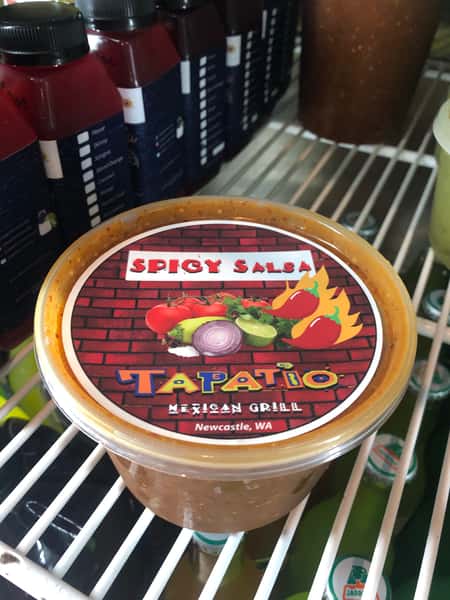 SPICY SALSA
TAPATIO
MEXICAN GRILL
Newcastle, WA